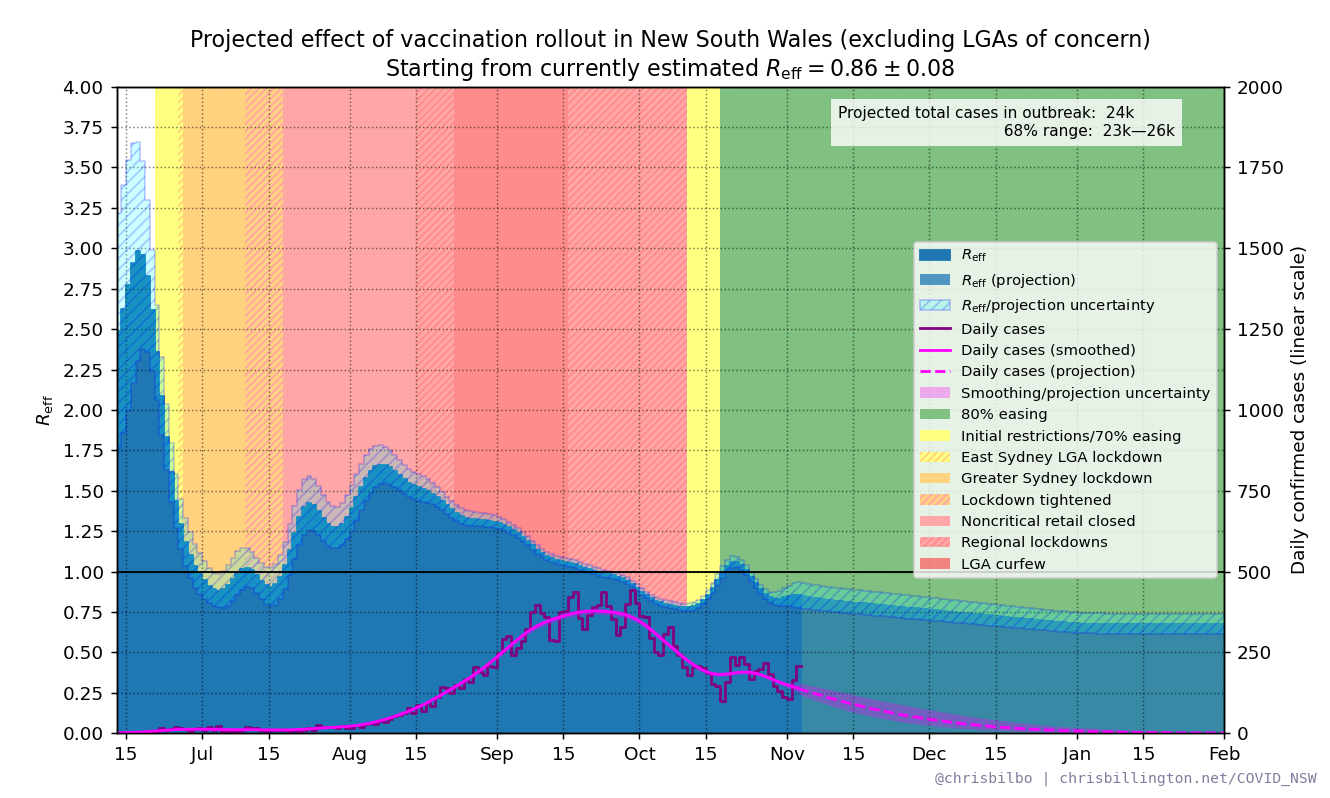 Projected effect of vaccination rollout in New South Wales (excluding LGAs of concern)
Starting from currently estimated Reff = 0.86 ± 0.08
4.00
3.75
3.50
3.25
3.00
2.75
2.50
2.25
2.00
1.75
1.50
1.25
1.00
0.75
0.50
0.25
0.00
Reff
Projected total cases in outbreak: 24k
68% range: 23k—26k
Reff
Reff (projection)
Reff/projection uncertainty
Daily cases
Daily cases (smoothed)
Daily cases (projection)
Smoothing/projection uncertainty
80% easing
Initial restrictions/70% easing
East Sydney LGA lockdown
Greater Sydney lockdown
Lockdown tightened
Noncritical retail closed
Regional lockdowns
LGA curfew
2000
1750
1500
1250
1000
750
500
250
0
Daily confirmed cases (linear scale)
15 Jul 15 Aug 15 Sep 15 Oct 15 Nov 15 Dec 15 Jan 15 Feb
@chrisbilbo | chrisbillington.net/COVID_NSW